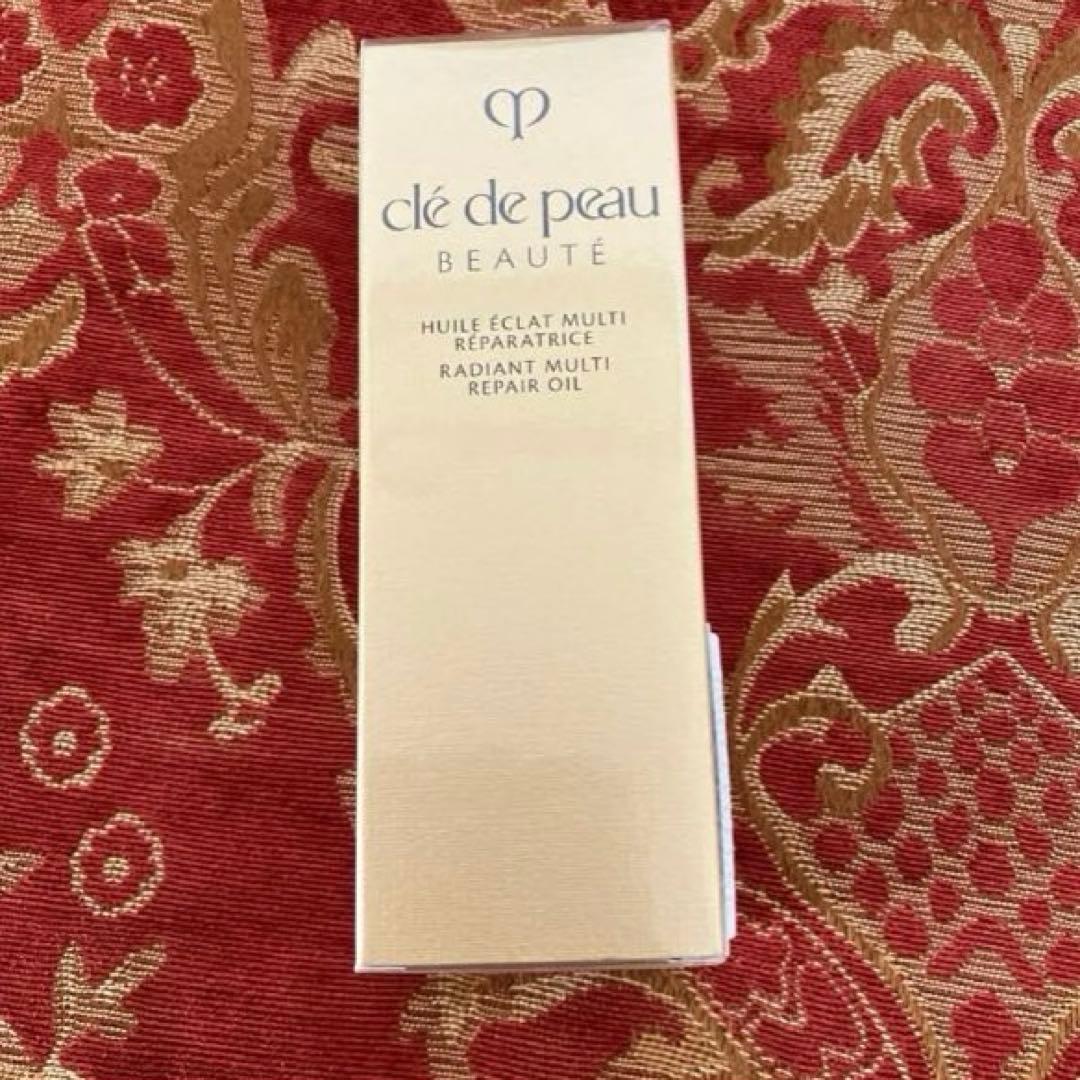 clé de peau
BEAUTÉ
HUILE ÉCLAT MULTI
RÉPARATRICE
RADIANT MULTI
REPAIR OIL